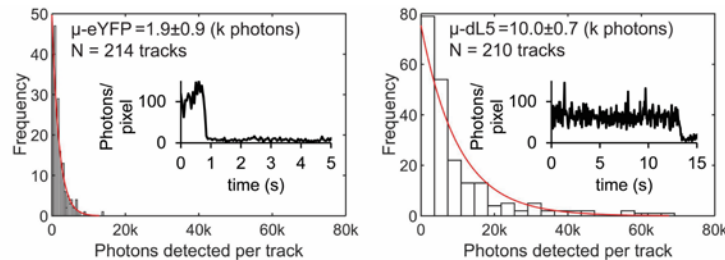 μ-eYFP=1.9±0.9 (k photons)
N = 214 tracks
Frequency
50
40
30
20
10
0
Photons/
pixel
100
0
0 1 2 3 4 5
time (s)
0 20k 40k 60k 80k
Photons detected per track
μ-dL5=10.0±0.7 (k photons)
N = 210 tracks
Frequency
80
60
40
20
0
Photons/
pixel
100
0
0 5 10 15
time (s)
0 20k 40k 60k 80k
Photons detected per track